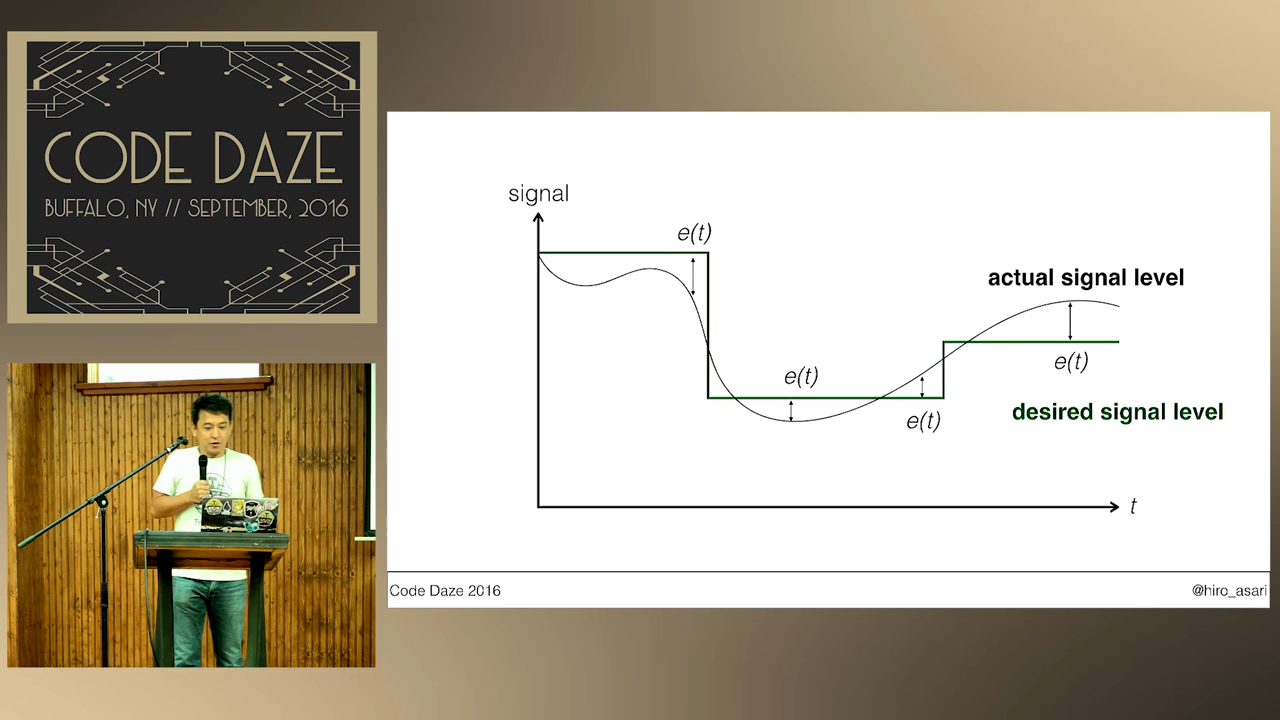 CODE DAZE
BUFFALO, NY // SEPTEMBER, 2016
signal
e(t)
actual signal level
e(t)
e(t)
e(t)
desired signal level
t
Code Daze 2016
@hiro_asari